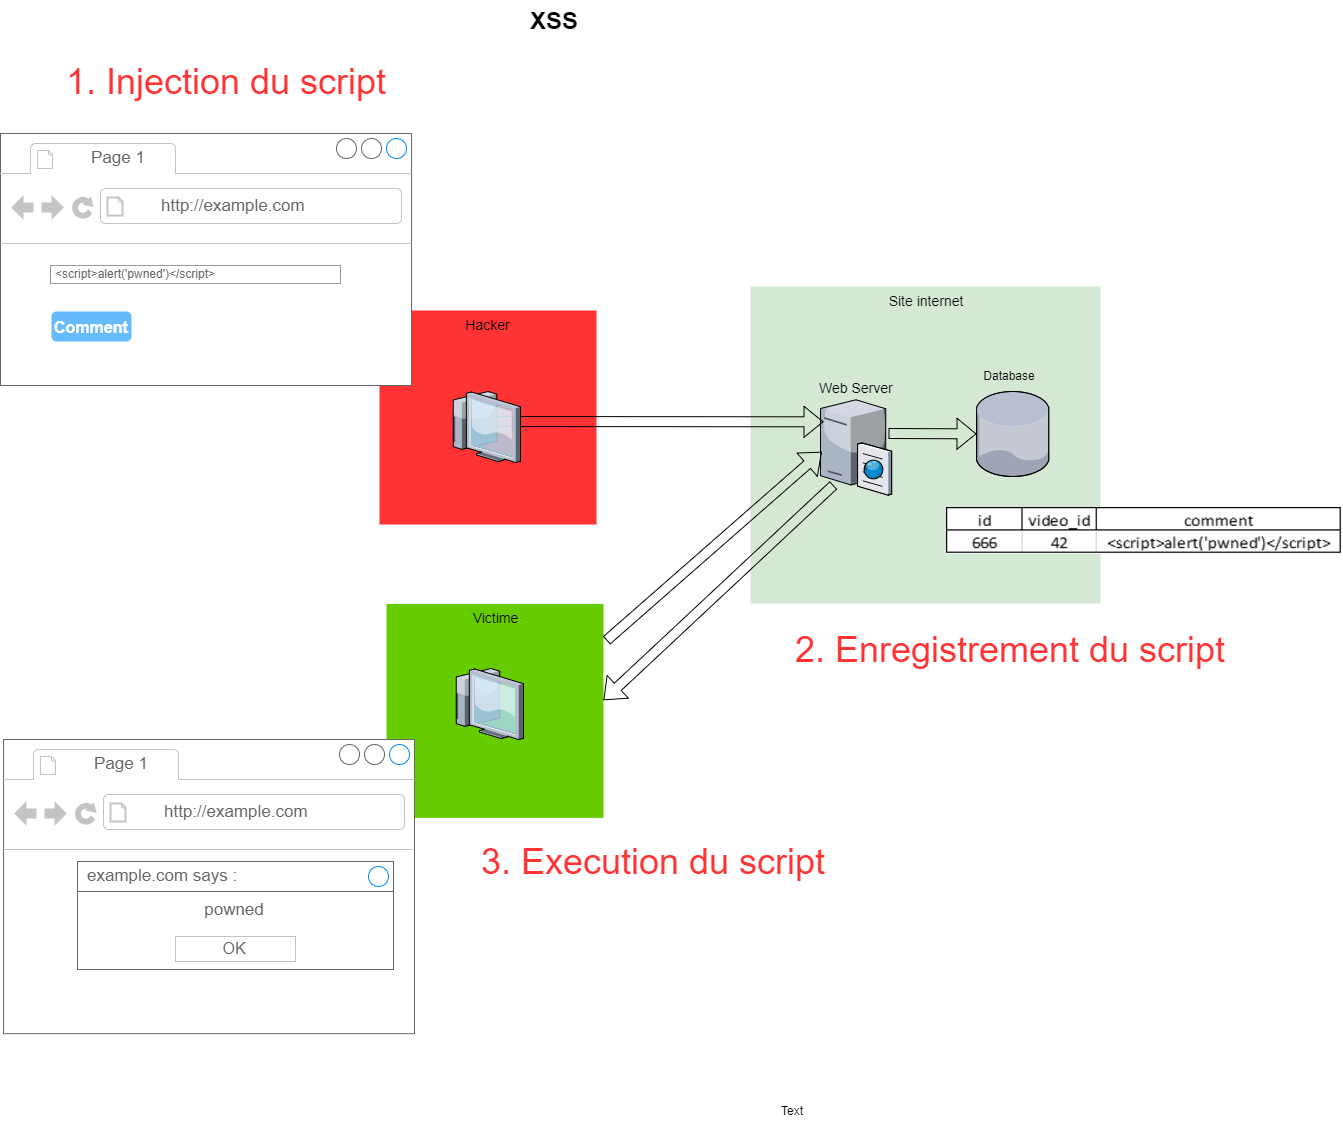 XSS
1. Injection du script
Page 1
http://example.com
<script>alert('pwned')</script>
Comment
Hacker
Site internet
Web Server
Database
id video_id comment
666 42 <script>alert('pwned')</script>
2. Enregistrement du script
Victime
Page 1
http://example.com
example.com says :
powned
OK
3. Execution du script
Text